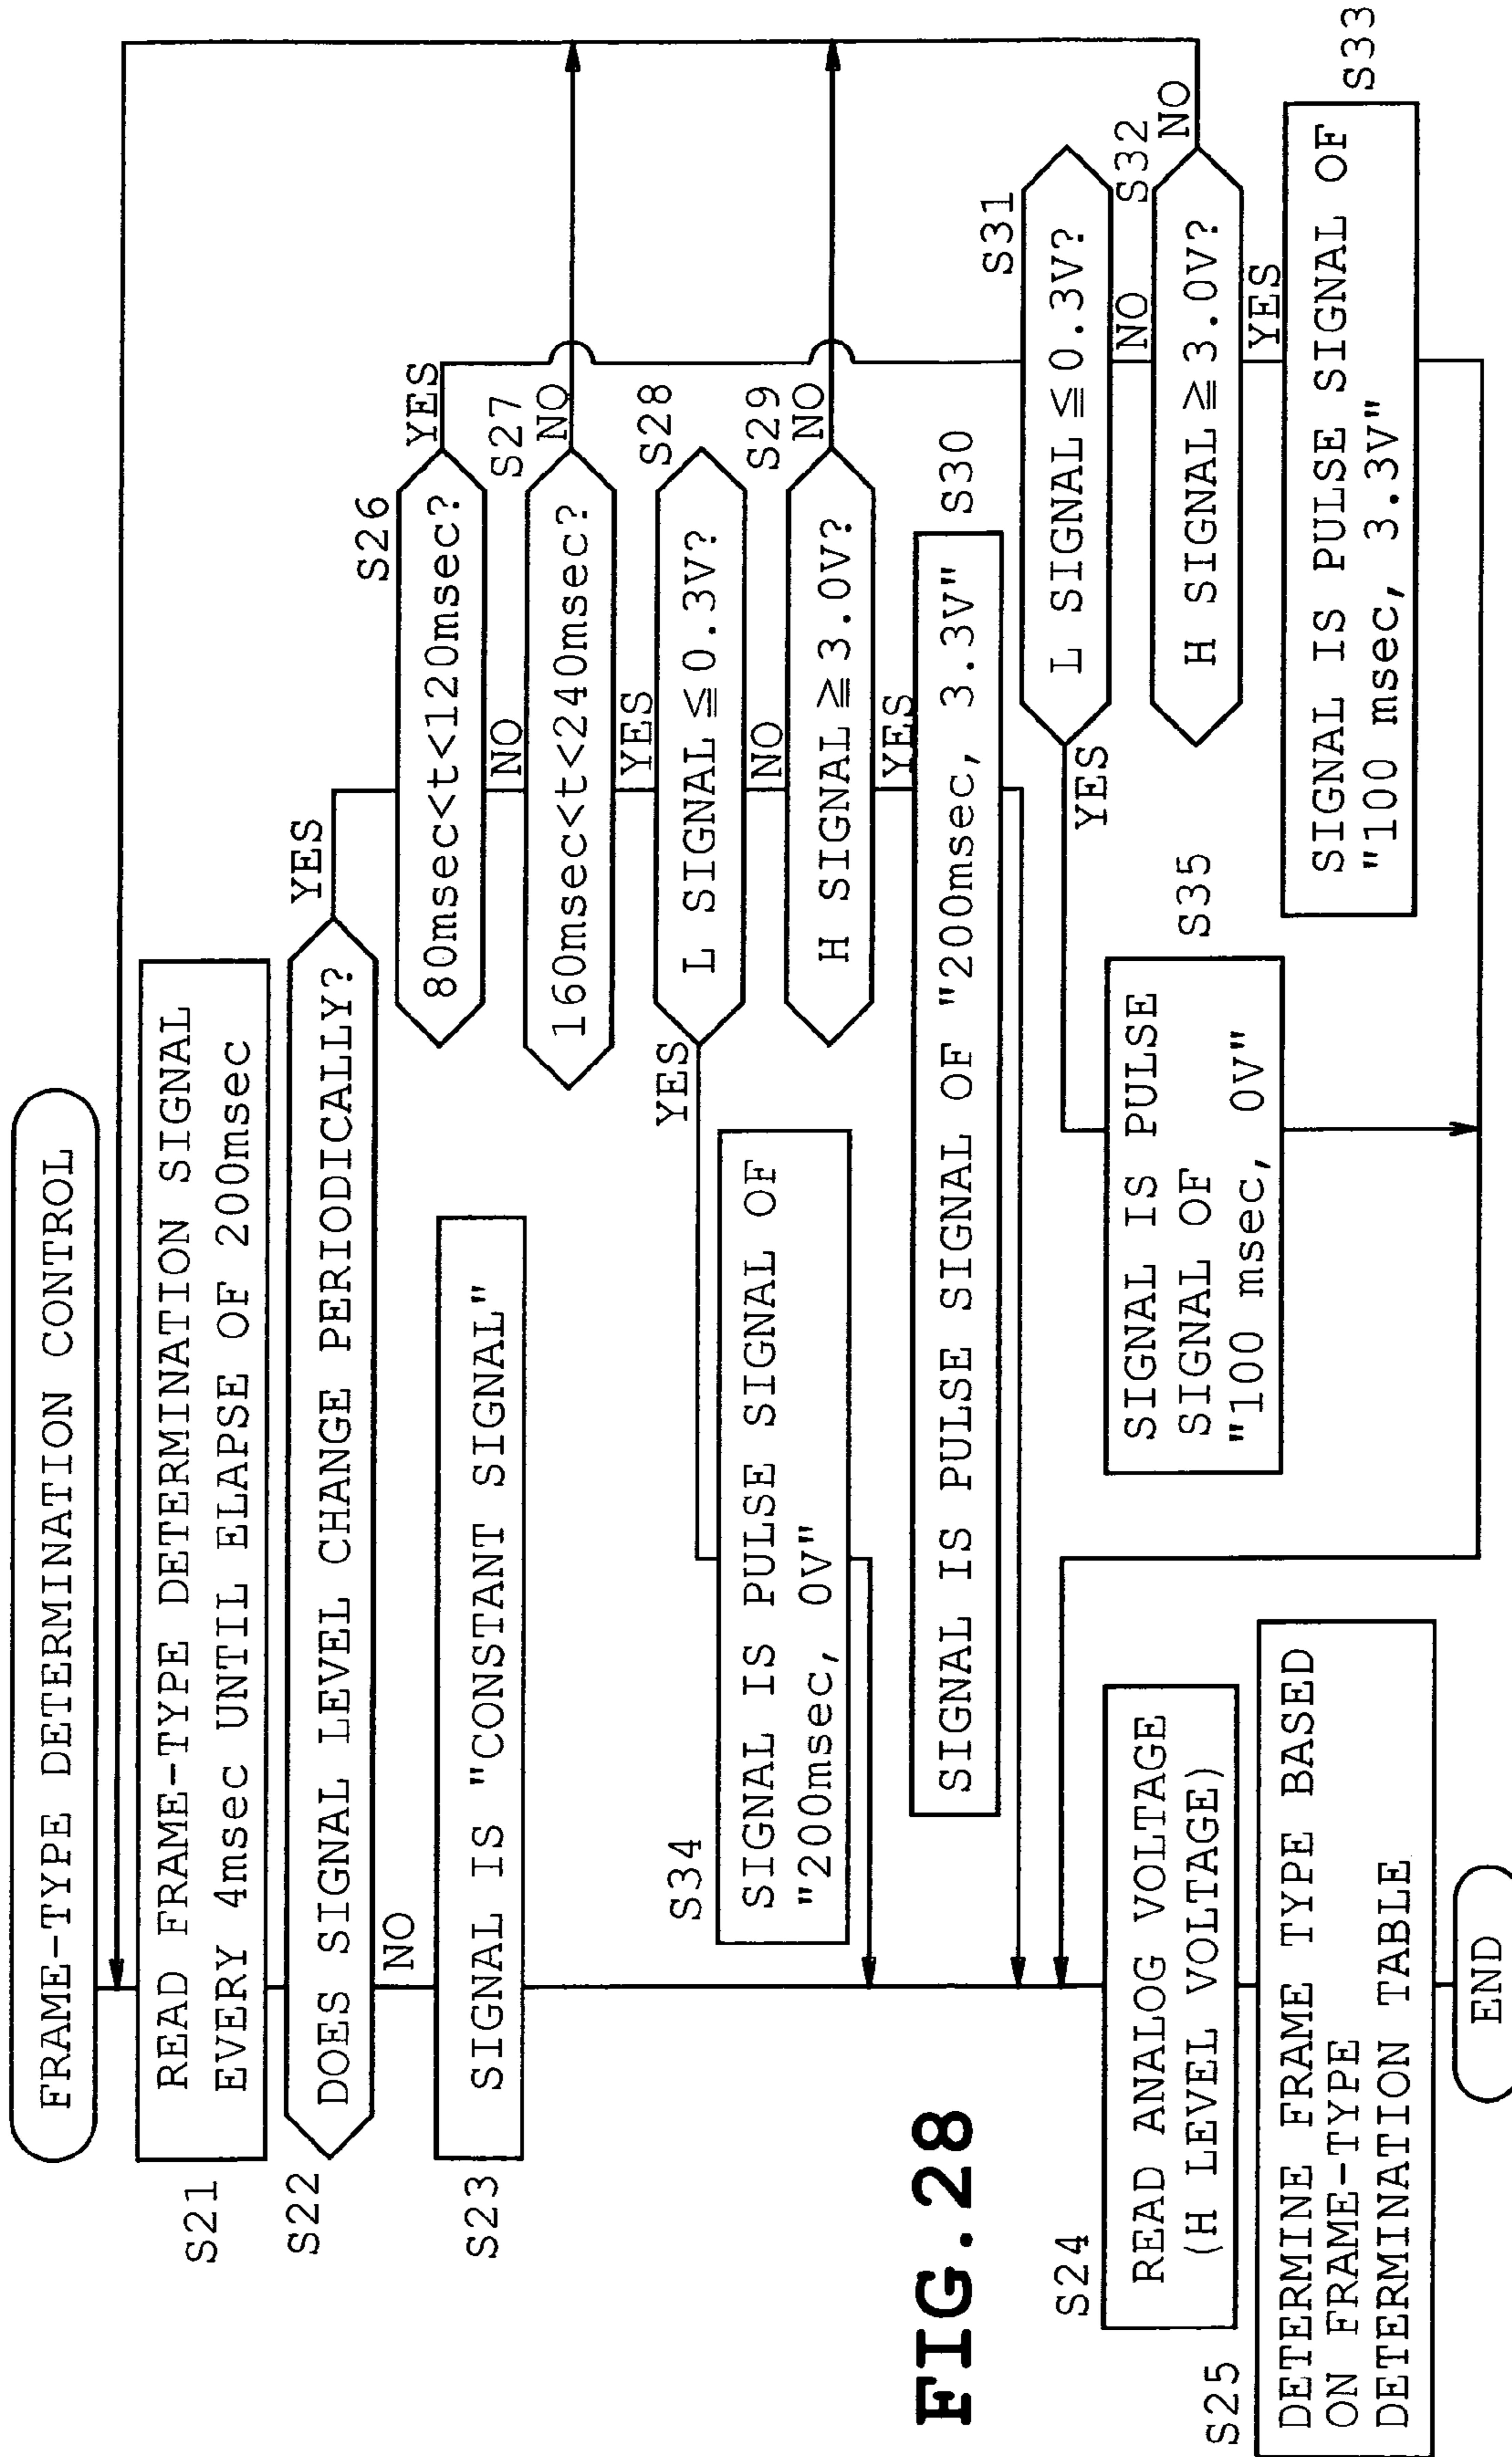 FRAME-TYPE DETERMINATION CONTROL
S21
READ FRAME-TYPE DETERMINATION SIGNAL
EVERY 4msec UNTIL ELAPSE OF 200msec
S22
DOES SIGNAL LEVEL CHANGE PERIODICALLY?
YES
NO
S23
SIGNAL IS "CONSTANT SIGNAL"
S26
80msec<t<120msec?
YES
NO
S27
160msec<t<240msec?
NO
YES
S28
L SIGNAL≦0.3V?
YES
NO
S34
SIGNAL IS PULSE SIGNAL OF
"200msec, 0V"
S29
H SIGNAL≧3.0V?
NO
YES
S30
SIGNAL IS PULSE SIGNAL OF "200msec, 3.3V"
S31
L SIGNAL≦0.3V?
YES
NO
S32
H SIGNAL≧3.0V?
NO
YES
S35
SIGNAL IS PULSE
SIGNAL OF
"100 msec, 0V"
S33
SIGNAL IS PULSE SIGNAL OF
"100 msec, 3.3V"
S24
READ ANALOG VOLTAGE
(H LEVEL VOLTAGE)
S25
DETERMINE FRAME TYPE BASED
ON FRAME-TYPE
DETERMINATION TABLE
END
FIG.28